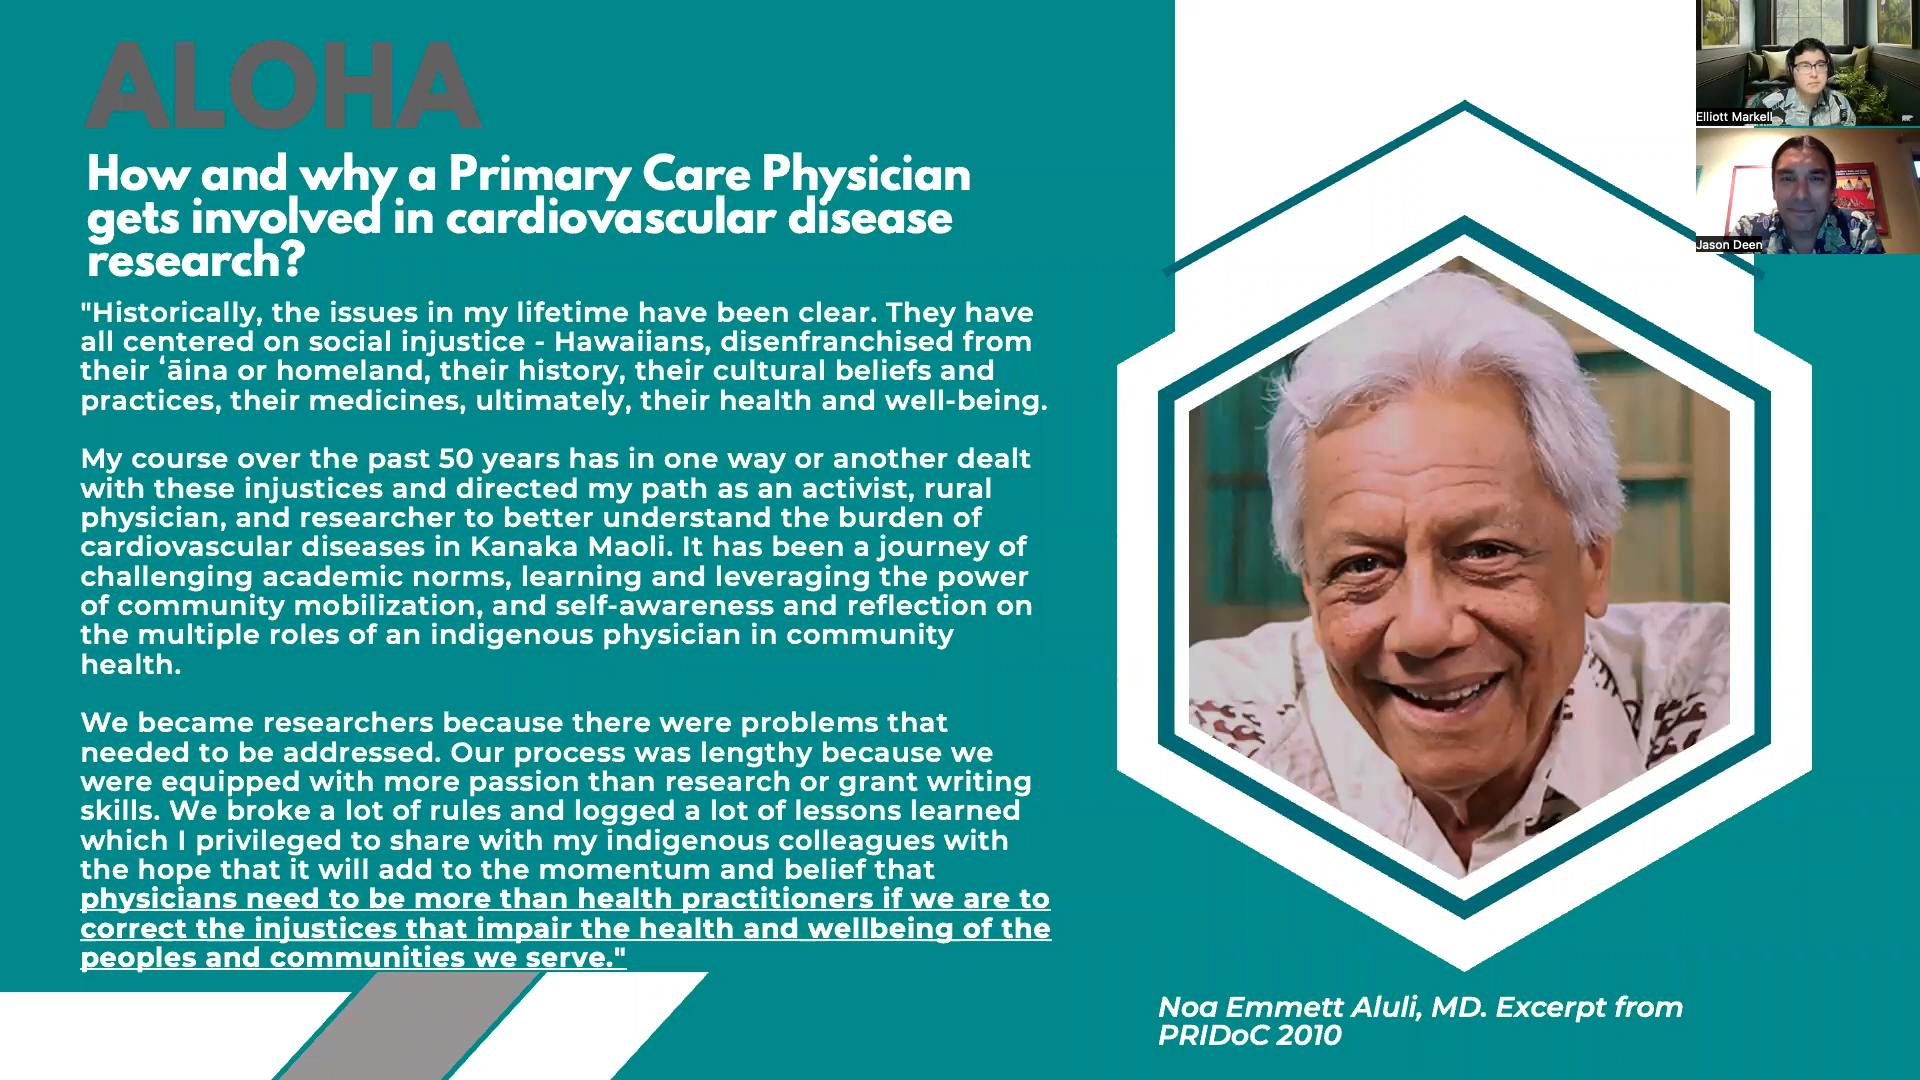 ALOHA
How and why a Primary Care Physician
gets involved in cardiovascular disease
research?
"Historically, the issues in my lifetime have been clear. They have
all centered on social injustice - Hawaiians, disenfranchised from
their ʻāina or homeland, their history, their cultural beliefs and
practices, their medicines, ultimately, their health and well-being.
My course over the past 50 years has in one way or another dealt
with these injustices and directed my path as an activist, rural
physician, and researcher to better understand the burden of
cardiovascular diseases in Kanaka Maoli. It has been a journey of
challenging academic norms, learning and leveraging the power
of community mobilization, and self-awareness and reflection on
the multiple roles of an indigenous physician in community
health.
We became researchers because there were problems that
needed to be addressed. Our process was lengthy because we
were equipped with more passion than research or grant writing
skills. We broke a lot of rules and logged a lot of lessons learned
which I privileged to share with my indigenous colleagues with
the hope that it will add to the momentum and belief that
physicians need to be more than health practitioners if we are to
correct the injustices that impair the health and wellbeing of the
peoples and communities we serve."
Noa Emmett Aluli, MD. Excerpt from
PRIDoC 2010
Elliott Markell
Jason Deen